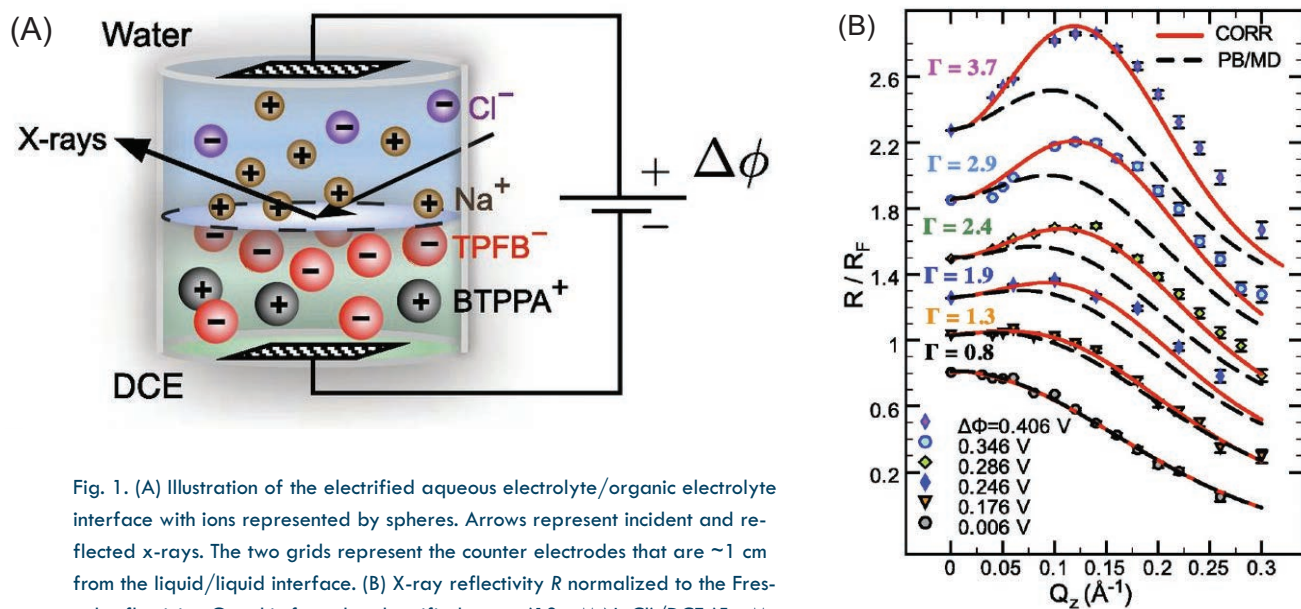 (A)
Water
Cl⁻
X-rays
+ Δϕ
−
Na⁺
TPFB⁻
BTPPA⁺
DCE
Fig. 1. (A) Illustration of the electrified aqueous electrolyte/organic electrolyte
interface with ions represented by spheres. Arrows represent incident and re-
flected x-rays. The two grids represent the counter electrodes that are ~1 cm
from the liquid/liquid interface. (B) X-ray reflectivity R normalized to the Fres-
(B)
CORR
PB/MD
Γ = 3.7
Γ = 2.9
Γ = 2.4
Γ = 1.9
Γ = 1.3
Γ = 0.8
R / R_F
2.6
2.2
1.8
1.4
1
0.6
0.2
ΔΦ=0.406 V
0.346 V
0.286 V
0.246 V
0.176 V
0.006 V
0 0.05 0.1 0.15 0.2 0.25 0.3
Q_z (Å⁻¹)